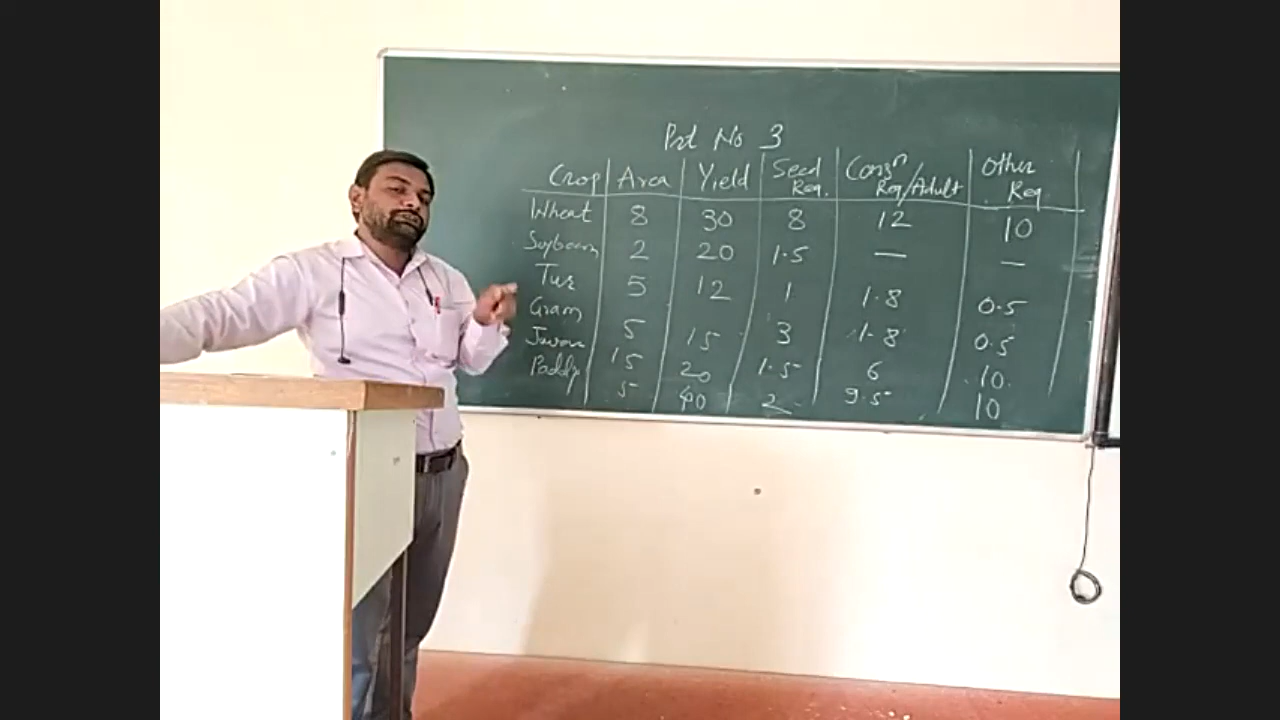 Prt No 3
Crop Area Yield Seed Req. Consn Req/Adult Other Req.
Wheat 8 30 8 12 10
Soybean 2 20 1.5 — —
Tur 5 12 1 1.8 0.5
Gram 5 15 3 1.8 0.5
Jowar 15 20 1.5 6 10
Paddy 5 40 2 9.5 10